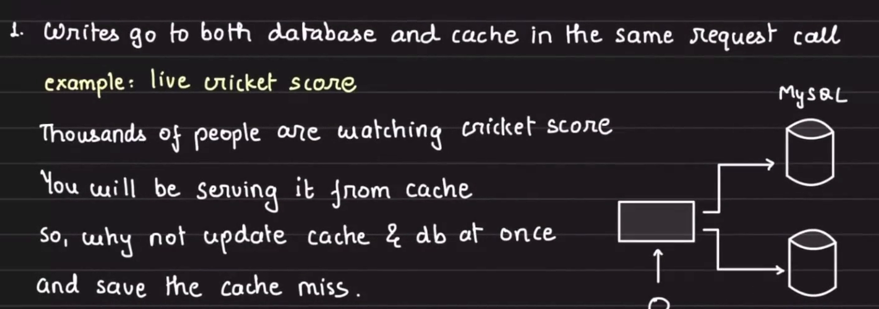 1. Writes go to both database and cache in the same request call
example: live cricket score
MySQL
Thousands of people are watching cricket score
You will be serving it from cache
So, why not update cache & db at once
and save the cache miss.